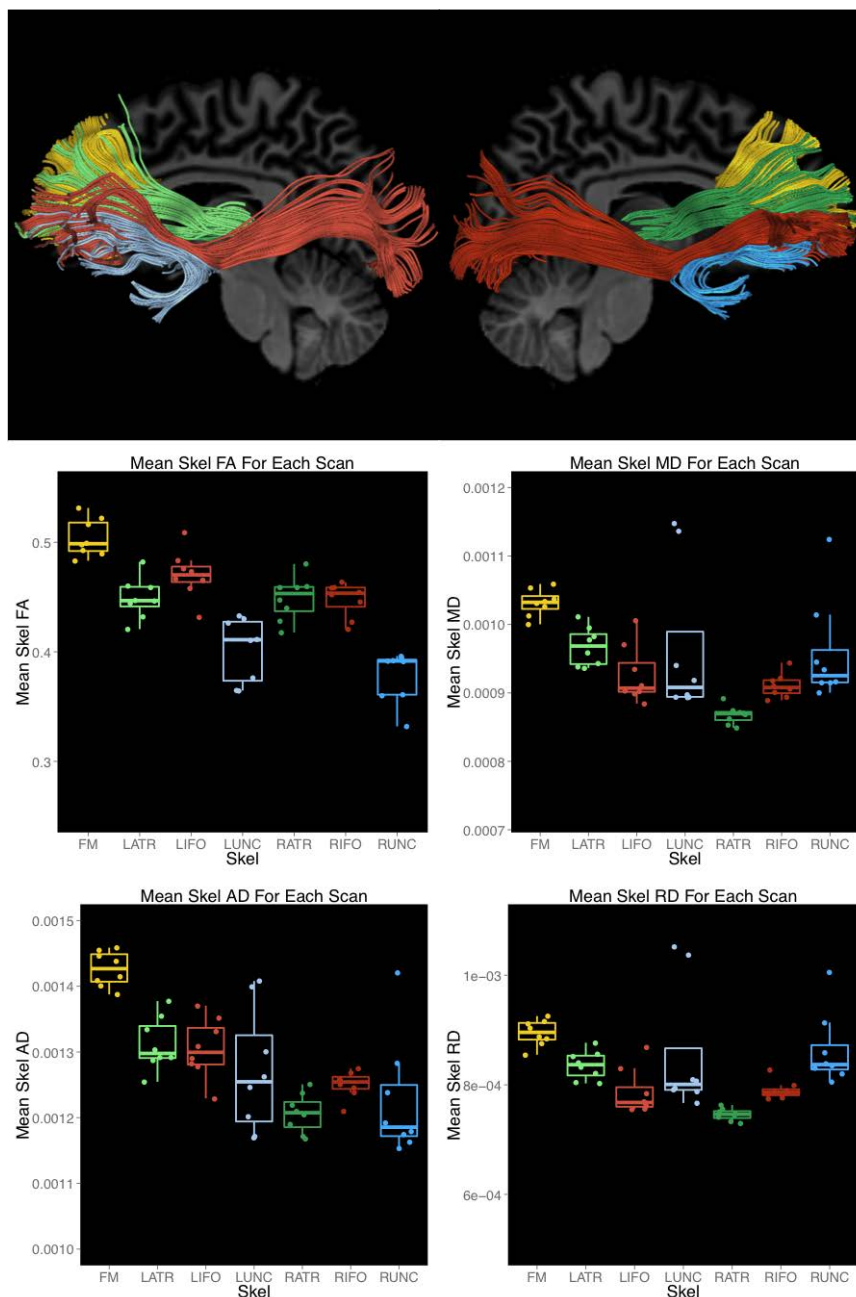 Mean Skel FA For Each Scan
Mean Skel FA
0.5
0.4
0.3
FM LATR LIFO LUNC RATR RIFO RUNC
Skel
Mean Skel MD For Each Scan
Mean Skel MD
0.0012
0.0011
0.0010
0.0009
0.0008
0.0007
FM LATR LIFO LUNC RATR RIFO RUNC
Skel
Mean Skel AD For Each Scan
Mean Skel AD
0.0015
0.0014
0.0013
0.0012
0.0011
0.0010
FM LATR LIFO LUNC RATR RIFO RUNC
Skel
Mean Skel RD For Each Scan
Mean Skel RD
1e-03
8e-04
6e-04
FM LATR LIFO LUNC RATR RIFO RUNC
Skel